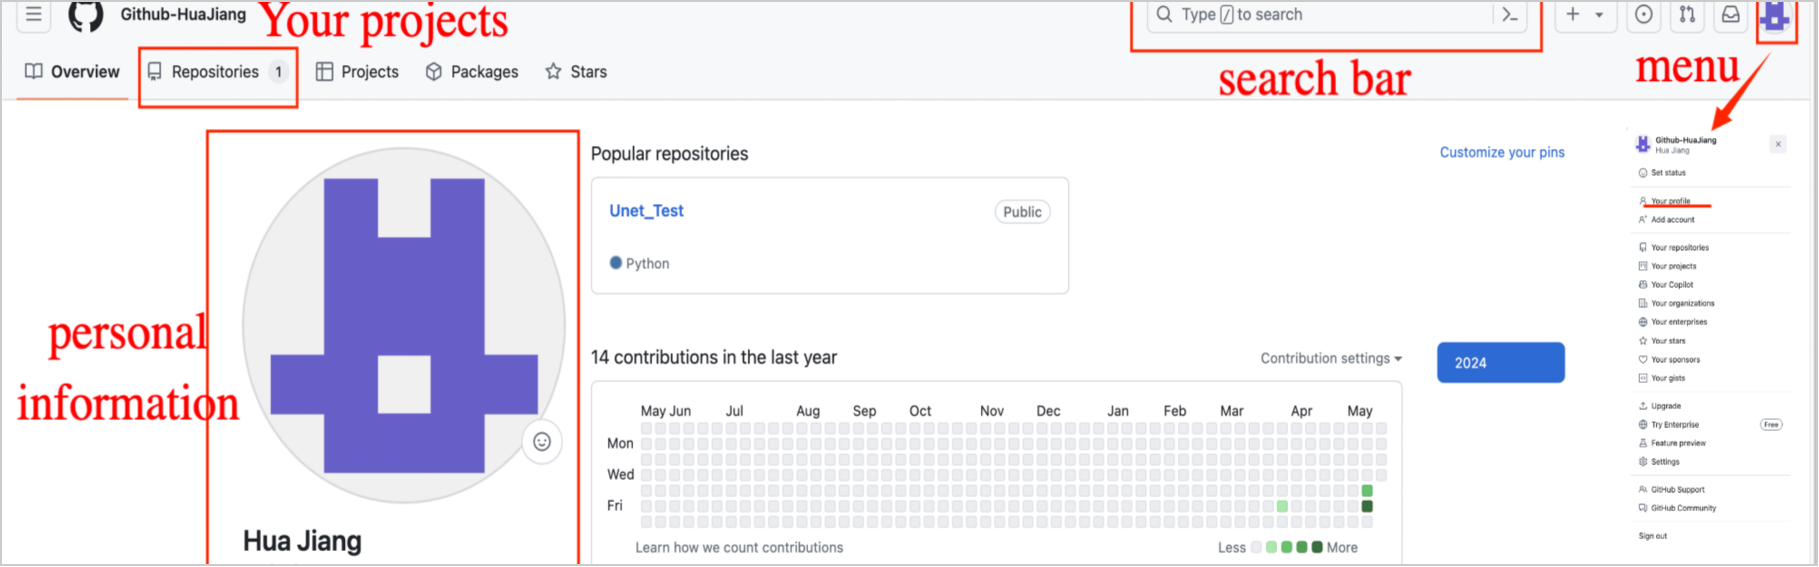 Github-HuaJiang
Your projects
Type / to search
Overview
Repositories 1
Projects
Packages
Stars
search bar
menu
personal
information
Hua Jiang
Popular repositories
Customize your pins
Unet_Test
Public
Python
14 contributions in the last year
Contribution settings
2024
May Jun Jul Aug Sep Oct Nov Dec Jan Feb Mar Apr May
Mon
Wed
Fri
Learn how we count contributions
Less More
Github-HuaJiang
Hua Jiang
Set status
Your profile
Add account
Your repositories
Your projects
Your Copilot
Your organizations
Your enterprises
Your stars
Your sponsors
Your gists
Upgrade
Try Enterprise Free
Feature preview
Settings
GitHub Support
GitHub Community
Sign out